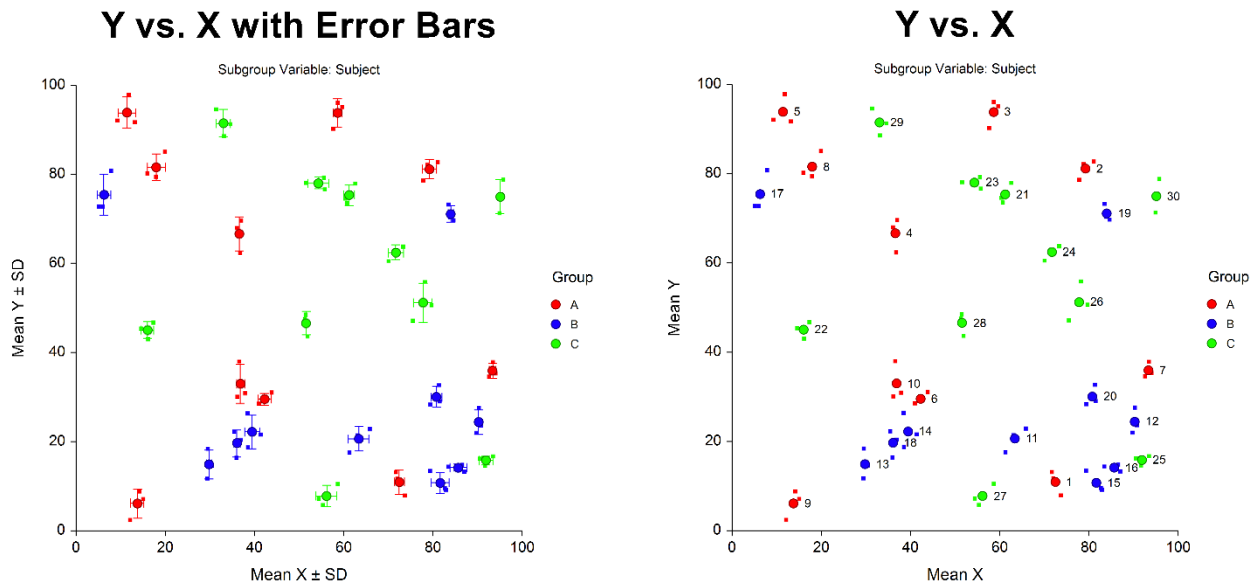 Y vs. X with Error Bars
Subgroup Variable: Subject
100
80
60
40
20
0
Mean Y ± SD
0 20 40 60 80 100
Mean X ± SD
Group
A
B
C
Y vs. X
Subgroup Variable: Subject
100
80
60
40
20
0
Mean Y
5
3
29
8
2
23
17
21
30
19
4
24
26
28
22
7
10
20
6
12
14
11
18
25
13
16
1
15
27
9
0 20 40 60 80 100
Mean X
Group
A
B
C